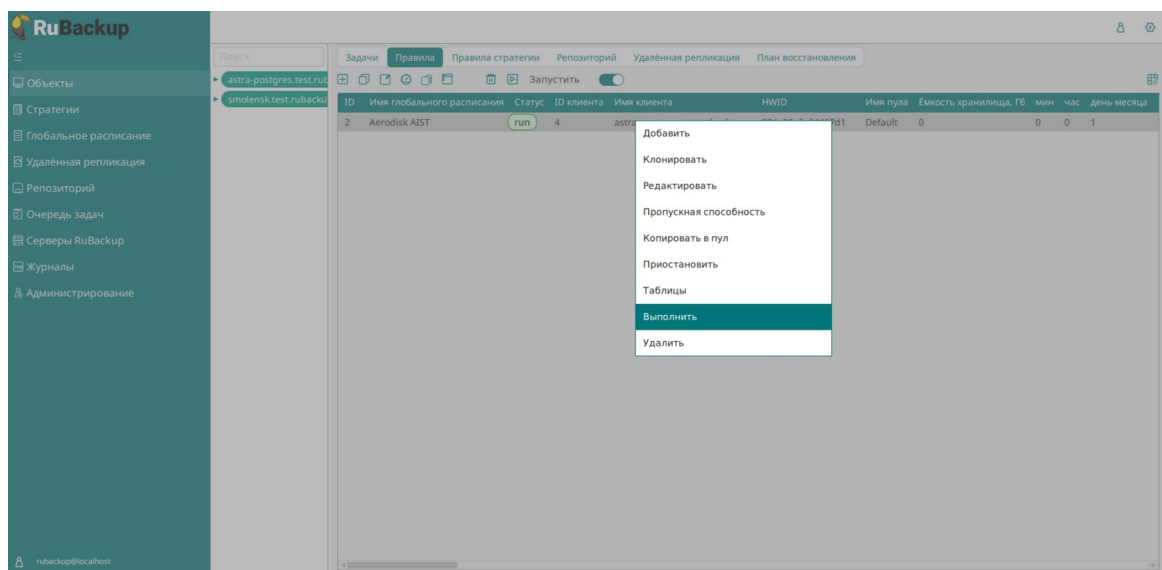 RuBackup
Поиск
Объекты
Стратегии
Глобальное расписание
Удалённая репликация
Репозиторий
Очередь задач
Серверы RuBackup
Журналы
Администрирование
rubackup@localhost
astra-postgres.test.rub
smolensk.test.rubacku
Задачи Правила Правила стратегии Репозиторий Удалённая репликация План восстановления
Запустить
ID Имя глобального расписания Статус ID клиента Имя клиента HWID Имя пула Ёмкость хранилища, Гб мин час день месяца
2 Aerodisk AIST run 4 Default 0 0 0 1
Добавить
Клонировать
Редактировать
Пропускная способность
Копировать в пул
Приостановить
Таблицы
Выполнить
Удалить